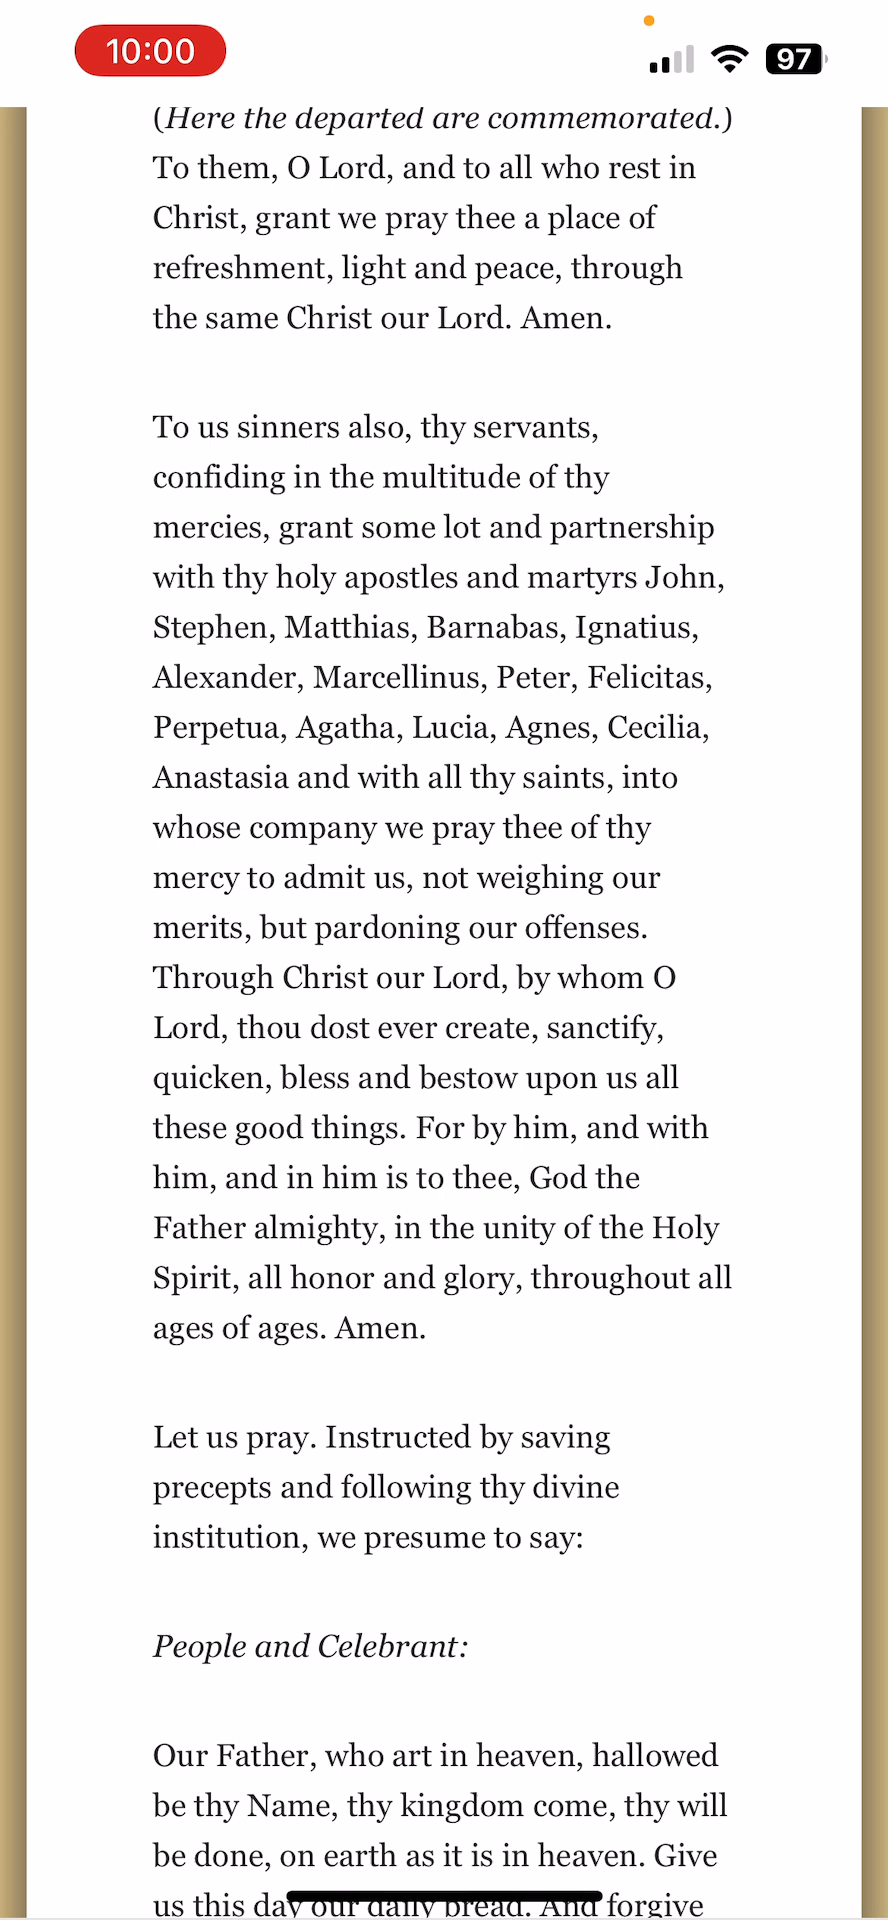 10:00
97
(Here the departed are commemorated.)
To them, O Lord, and to all who rest in
Christ, grant we pray thee a place of
refreshment, light and peace, through
the same Christ our Lord. Amen.
To us sinners also, thy servants,
confiding in the multitude of thy
mercies, grant some lot and partnership
with thy holy apostles and martyrs John,
Stephen, Matthias, Barnabas, Ignatius,
Alexander, Marcellinus, Peter, Felicitas,
Perpetua, Agatha, Lucia, Agnes, Cecilia,
Anastasia and with all thy saints, into
whose company we pray thee of thy
mercy to admit us, not weighing our
merits, but pardoning our offenses.
Through Christ our Lord, by whom O
Lord, thou dost ever create, sanctify,
quicken, bless and bestow upon us all
these good things. For by him, and with
him, and in him is to thee, God the
Father almighty, in the unity of the Holy
Spirit, all honor and glory, throughout all
ages of ages. Amen.
Let us pray. Instructed by saving
precepts and following thy divine
institution, we presume to say:
People and Celebrant:
Our Father, who art in heaven, hallowed
be thy Name, thy kingdom come, thy will
be done, on earth as it is in heaven. Give
us this day our daily bread. And forgive